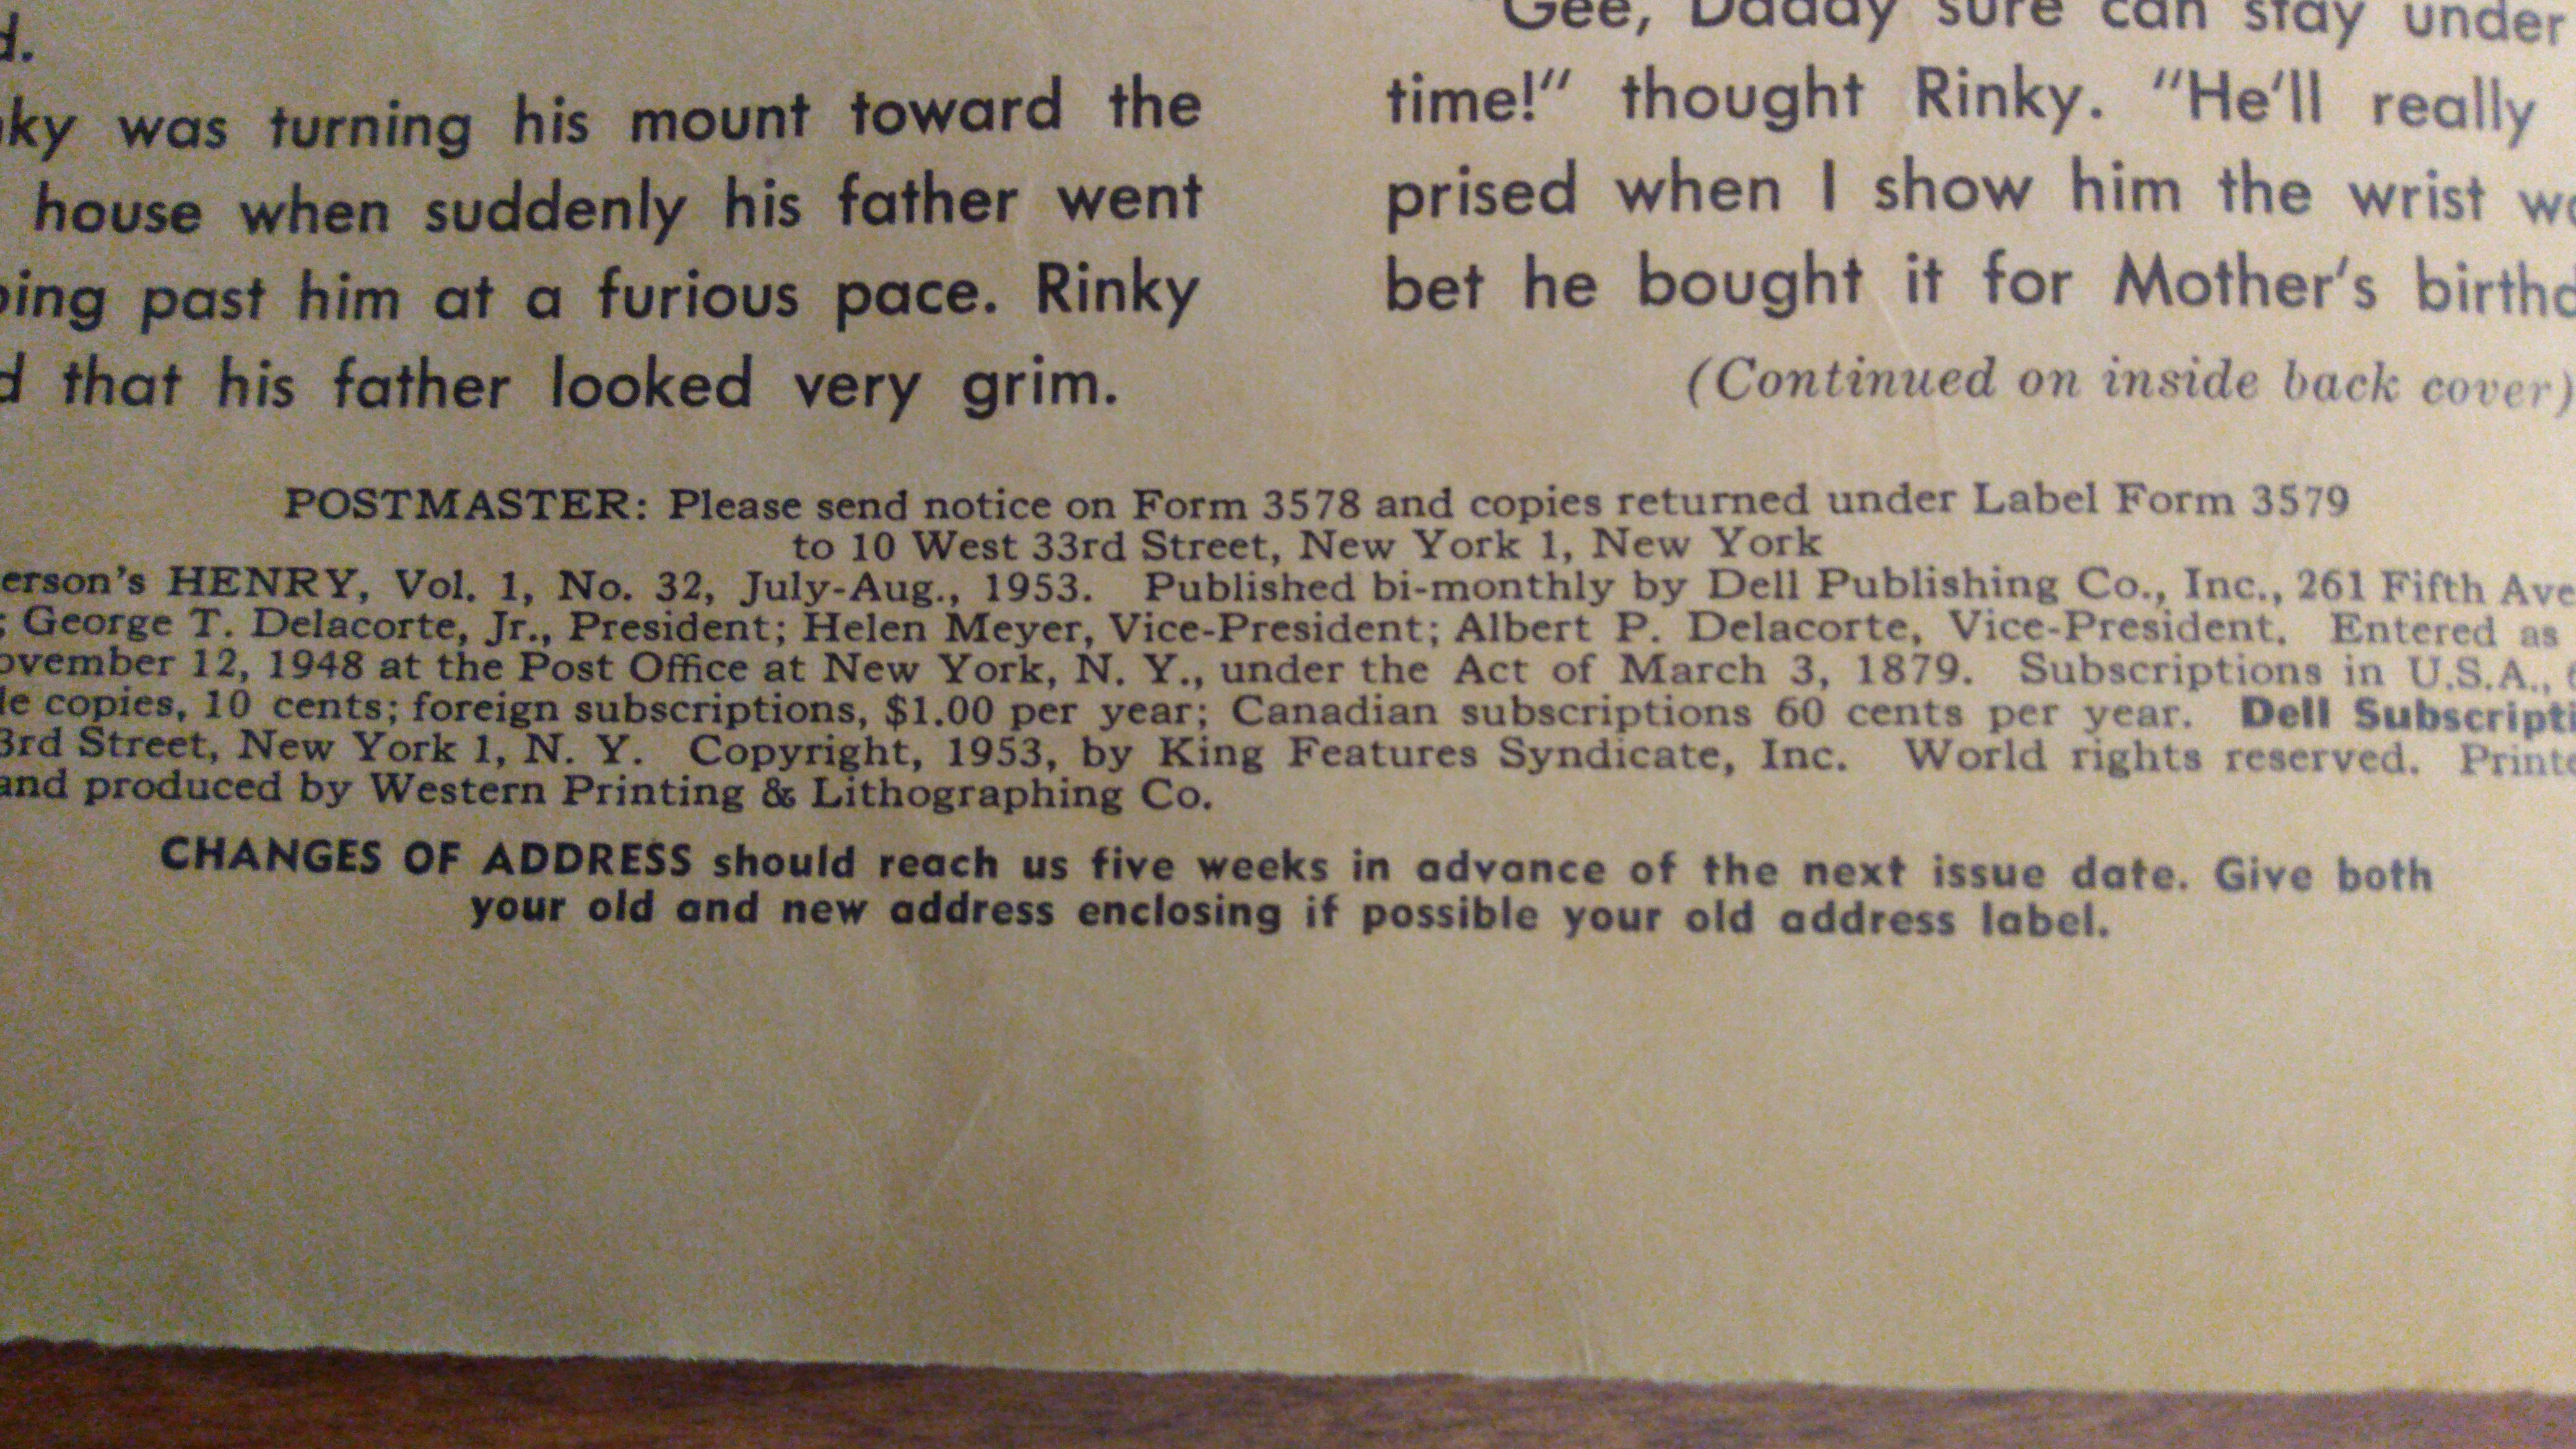 d.
ky was turning his mount toward the
house when suddenly his father went
ing past him at a furious pace. Rinky
d that his father looked very grim.
"Gee, Daddy sure can stay under
time!" thought Rinky. "He'll really
prised when I show him the wrist
bet he bought it for Mother's
(Continued on inside back cover)
POSTMASTER: Please send notice on Form 3578 and copies returned under Label Form 3579
to 10 West 33rd Street, New York 1, New York
erson's HENRY, Vol. 1, No. 32, July-Aug., 1953. Published bi-monthly by Dell Publishing Co., Inc., 261 Fifth Ave
; George T. Delacorte, Jr., President; Helen Meyer, Vice-President; Albert P. Delacorte, Vice-President. Entered as
ovember 12, 1948 at the Post Office at New York, N. Y., under the Act of March 3, 1879. Subscriptions in U.S.A.,
le copies, 10 cents; foreign subscriptions, $1.00 per year; Canadian subscriptions 60 cents per year. Dell Subscripti
3rd Street, New York 1, N. Y. Copyright, 1953, by King Features Syndicate, Inc. World rights reserved. Printe
and produced by Western Printing & Lithographing Co.
CHANGES OF ADDRESS should reach us five weeks in advance of the next issue date. Give both
your old and new address enclosing if possible your old address label.